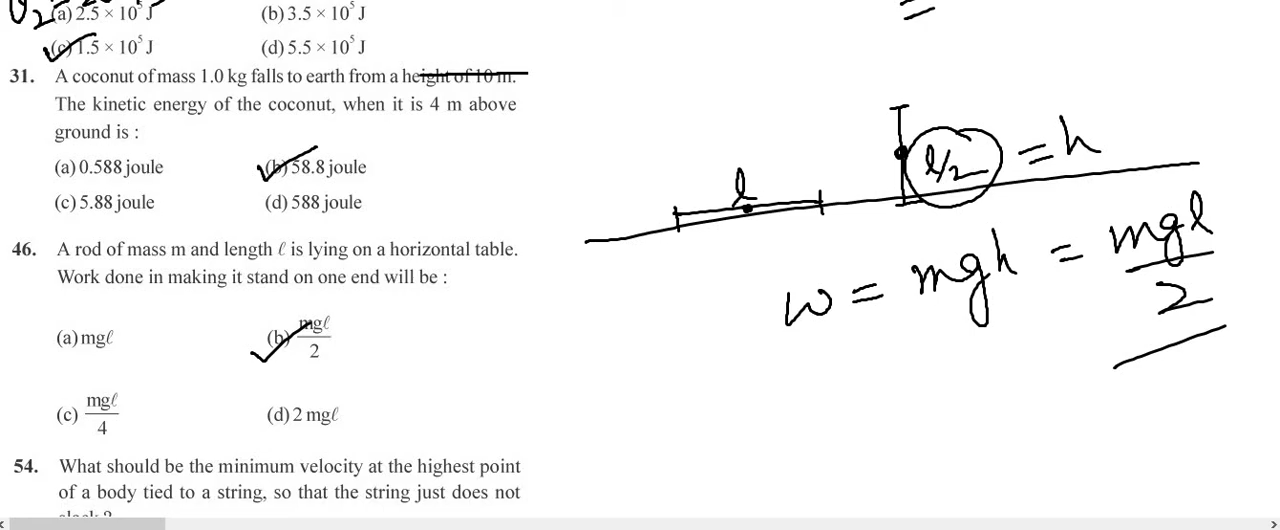 (a) 2.5 × 10⁵ J (b) 3.5 × 10⁵ J
(c) 1.5 × 10⁵ J (d) 5.5 × 10⁵ J
31. A coconut of mass 1.0 kg falls to earth from a height of 10 m.
The kinetic energy of the coconut, when it is 4 m above
ground is :
(a) 0.588 joule (b) 58.8 joule
(c) 5.88 joule (d) 588 joule
46. A rod of mass m and length ℓ is lying on a horizontal table.
Work done in making it stand on one end will be :
(a) mgℓ (b) mgℓ/2
(c) mgℓ/4 (d) 2 mgℓ
54. What should be the minimum velocity at the highest point
of a body tied to a string, so that the string just does not
l
l/2 = h
w = mgh = mgl/2